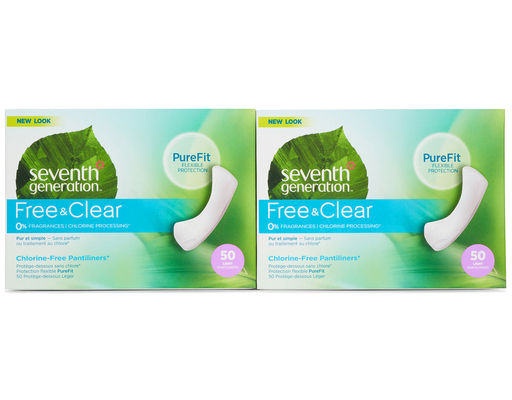 NEW LOOK
seventh
generation
PureFit
FLEXIBLE
PROTECTION
Free & Clear
0% FRAGRANCES | CHLORINE PROCESSING*
Pur et simple – Sans parfum
ou traitement au chlore*
Chlorine-Free Pantiliners*
Protège-dessous sans chlore*
Protection flexible PureFit
50 Protège-dessous Léger
50
LIGHT
NEW LOOK
seventh
generation
PureFit
FLEXIBLE
PROTECTION
Free & Clear
0% FRAGRANCES | CHLORINE PROCESSING*
Pur et simple – Sans parfum
ou traitement au chlore*
Chlorine-Free Pantiliners*
Protège-dessous sans chlore*
Protection flexible PureFit
50 Protège-dessous Léger
50
LIGHT